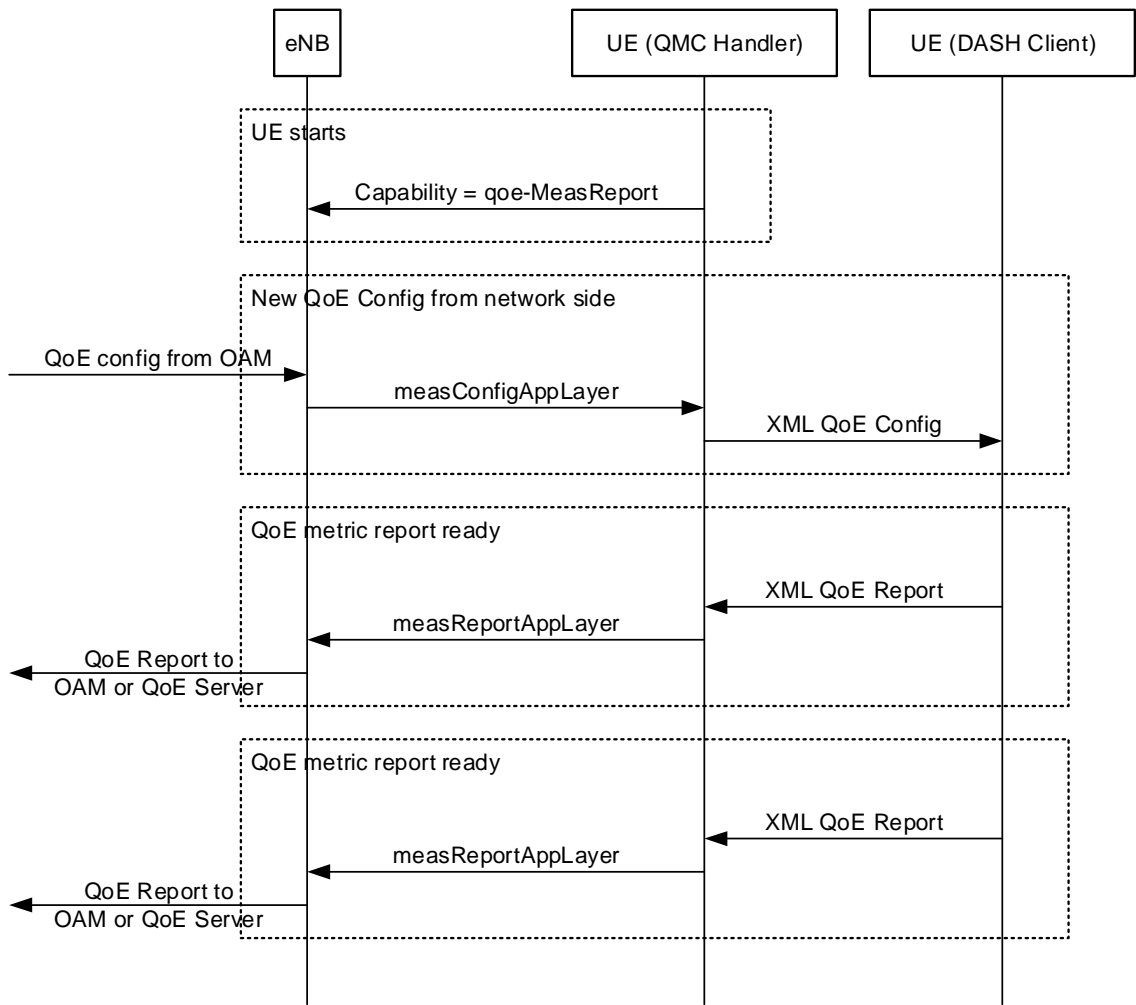 eNB
UE (QMC Handler)
UE (DASH Client)
UE starts
Capability = qoe-MeasReport
New QoE Config from network side
QoE config from OAM
measConfigAppLayer
XML QoE Config
QoE metric report ready
XML QoE Report
measReportAppLayer
QoE Report to
OAM or QoE Server
QoE metric report ready
XML QoE Report
measReportAppLayer
QoE Report to
OAM or QoE Server